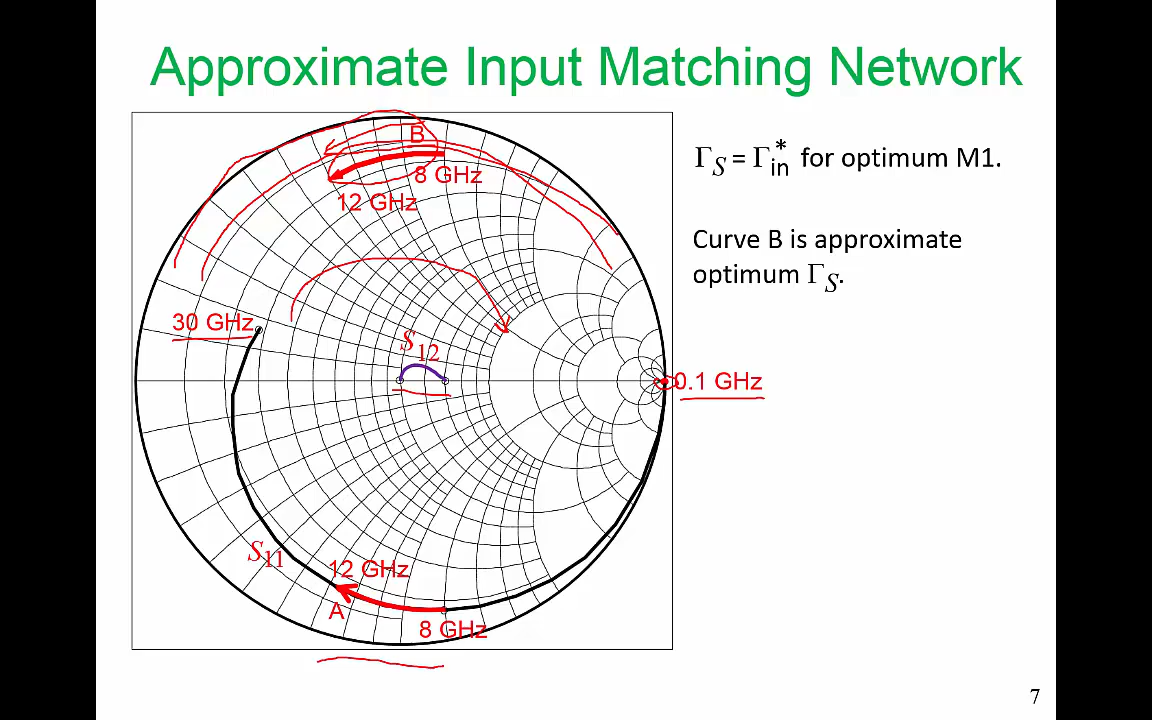 Approximate Input Matching Network
B
8 GHz
12 GHz
30 GHz
S12
0.1 GHz
S11
12 GHz
A
8 GHz
ΓS = Γin* for optimum M1.
Curve B is approximate
optimum ΓS.
7